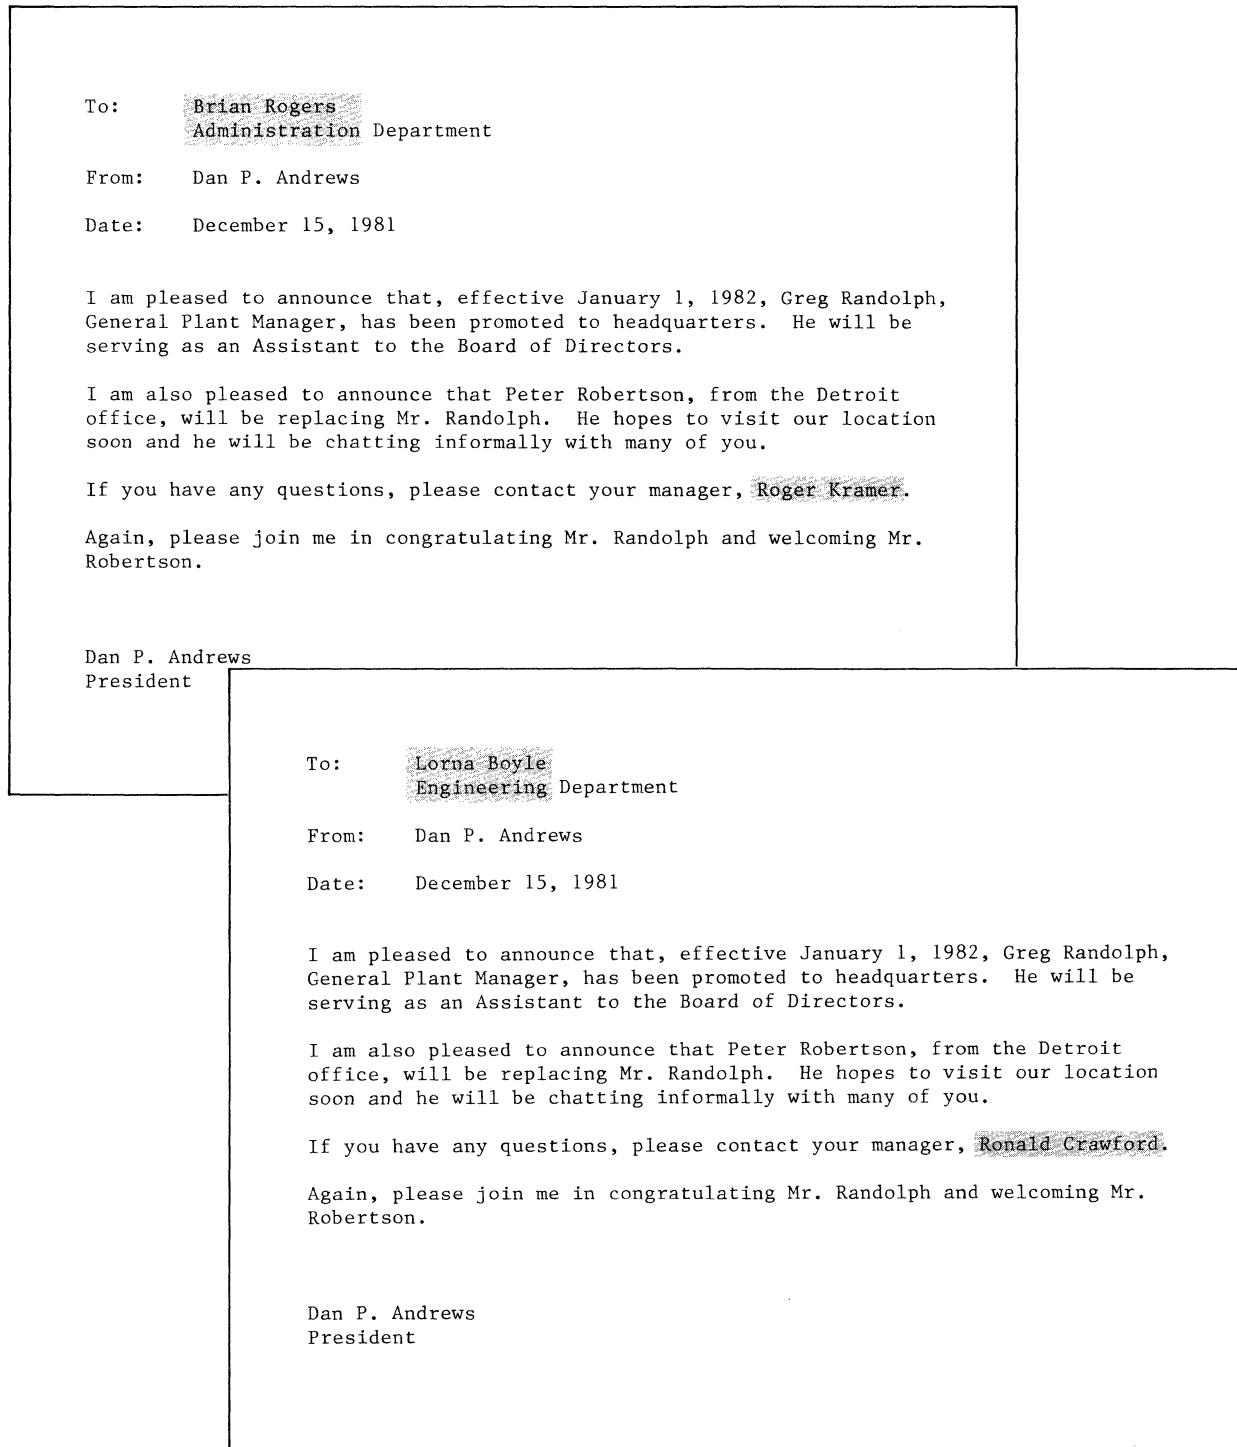 To: Brian Rogers
Administration Department
From: Dan P. Andrews
Date: December 15, 1981
I am pleased to announce that, effective January 1, 1982, Greg Randolph,
General Plant Manager, has been promoted to headquarters. He will be
serving as an Assistant to the Board of Directors.
I am also pleased to announce that Peter Robertson, from the Detroit
office, will be replacing Mr. Randolph. He hopes to visit our location
soon and he will be chatting informally with many of you.
If you have any questions, please contact your manager, Roger Kramer.
Again, please join me in congratulating Mr. Randolph and welcoming Mr.
Robertson.
Dan P. Andrews
President
To: Lorna Boyle
Engineering Department
From: Dan P. Andrews
Date: December 15, 1981
I am pleased to announce that, effective January 1, 1982, Greg Randolph,
General Plant Manager, has been promoted to headquarters. He will be
serving as an Assistant to the Board of Directors.
I am also pleased to announce that Peter Robertson, from the Detroit
office, will be replacing Mr. Randolph. He hopes to visit our location
soon and he will be chatting informally with many of you.
If you have any questions, please contact your manager, Ronald Crawford.
Again, please join me in congratulating Mr. Randolph and welcoming Mr.
Robertson.
Dan P. Andrews
President